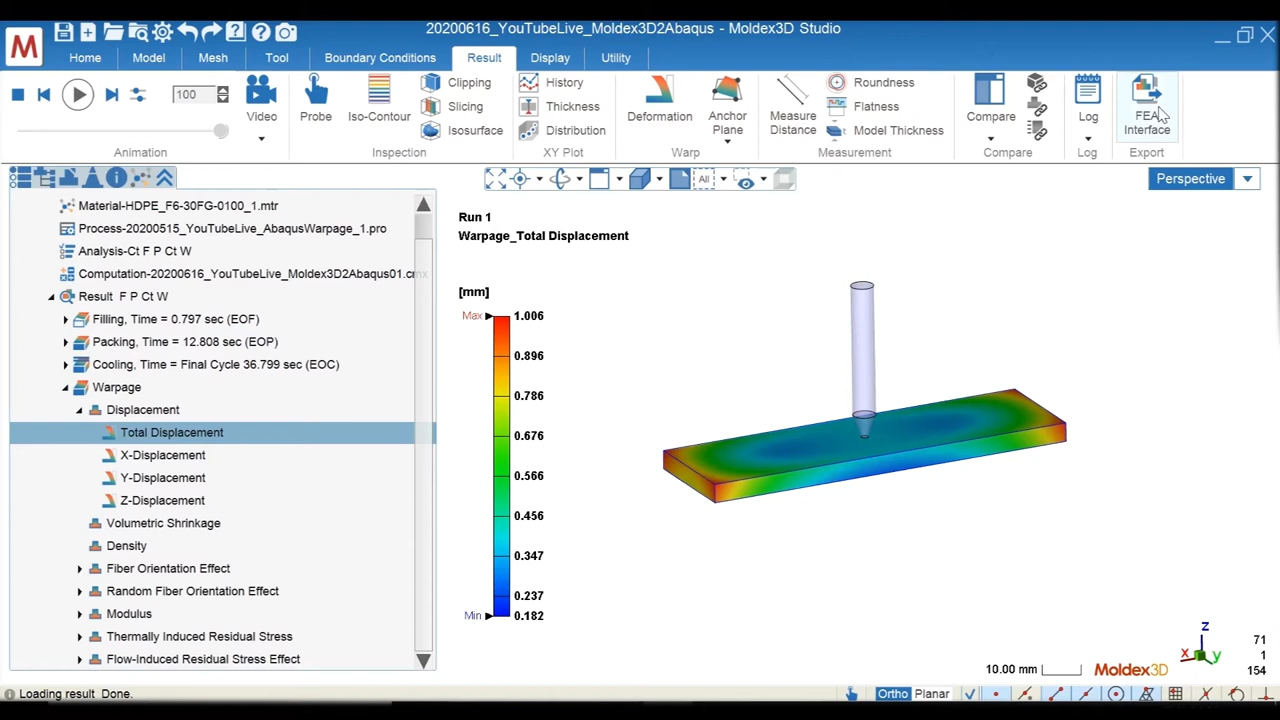 20200616_YouTubeLive_Moldex3D2Abaqus - Moldex3D Studio
Home Model Mesh Tool Boundary Conditions Result Display Utility
100
Video
Animation
Probe
Iso-Contour
Clipping
Slicing
Isosurface
Inspection
History
Thickness
Distribution
XY Plot
Deformation
Anchor
Plane
Warp
Measure
Distance
Roundness
Flatness
Model Thickness
Measurement
Compare
Compare
Log
Log
FEA
Interface
Export
All
Perspective
Material-HDPE_F6-30FG-0100_1.mtr
Process-20200515_YouTubeLive_AbaqusWarpage_1.pro
Analysis-Ct F P Ct W
Computation-20200616_YouTubeLive_Moldex3D2Abaqus01.cmx
Result F P Ct W
Filling, Time = 0.797 sec (EOF)
Packing, Time = 12.808 sec (EOP)
Cooling, Time = Final Cycle 36.799 sec (EOC)
Warpage
Displacement
Total Displacement
X-Displacement
Y-Displacement
Z-Displacement
Volumetric Shrinkage
Density
Fiber Orientation Effect
Random Fiber Orientation Effect
Modulus
Thermally Induced Residual Stress
Flow-Induced Residual Stress Effect
Run 1
Warpage_Total Displacement
[mm]
Max 1.006
0.896
0.786
0.676
0.566
0.456
0.347
0.237
Min 0.182
Z
X
Y
10.00 mm
Moldex3D
71
1
154
Loading result Done.
Ortho Planar